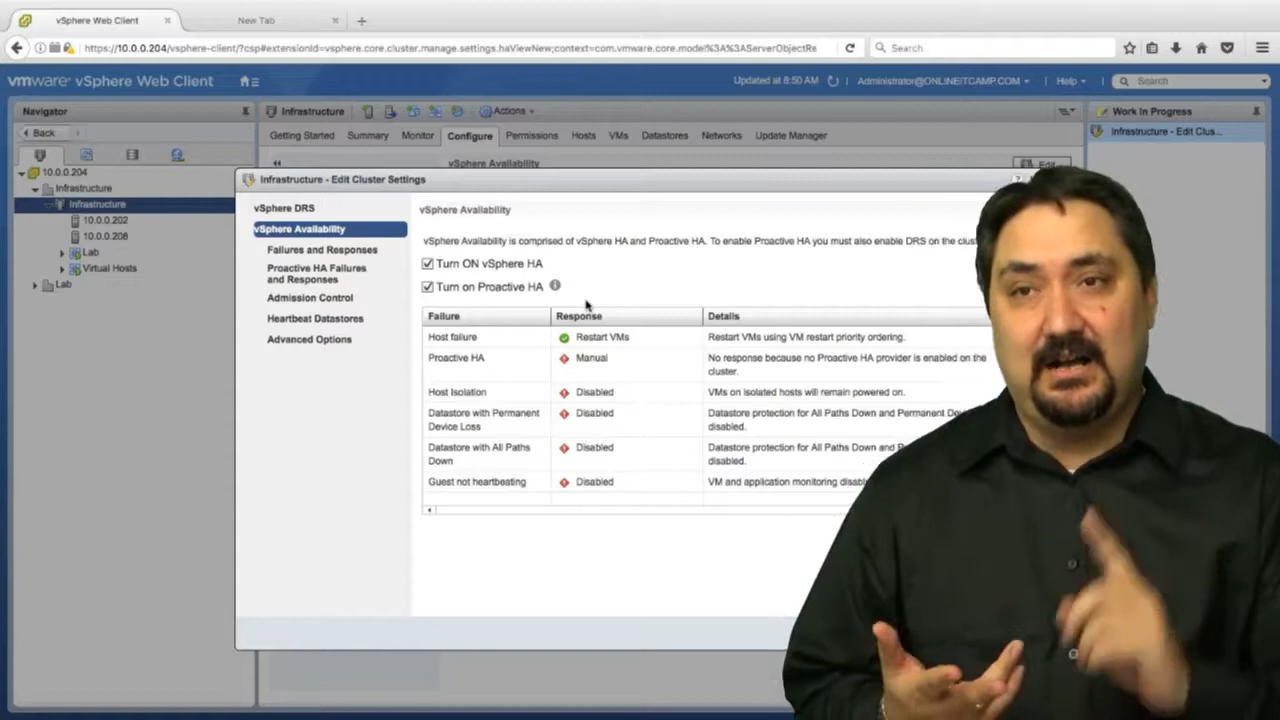 vSphere Web Client
New Tab
https://10.0.0.204/vsphere-client/?csp#extensionId=vsphere.core.cluster.manage.settings.haViewNew;context=com.vmware.core.model%3A%3AServerObjectRe
Search
vmware vSphere Web Client
Updated at 8:50 AM
Administrator@ONLINEITCAMP.COM
Help
Search
Navigator
Infrastructure
Actions
Work In Progress
Back
Getting Started Summary Monitor Configure Permissions Hosts VMs Datastores Networks Update Manager
Infrastructure - Edit Clus...
vSphere Availability
Edit...
10.0.0.204
Infrastructure
Infrastructure
10.0.0.202
10.0.0.206
Lab
Virtual Hosts
Lab
Infrastructure - Edit Cluster Settings
vSphere DRS
vSphere Availability
Failures and Responses
Proactive HA Failures
and Responses
Admission Control
Heartbeat Datastores
Advanced Options
vSphere Availability
vSphere Availability is comprised of vSphere HA and Proactive HA. To enable Proactive HA you must also enable DRS on the
Turn ON vSphere HA
Turn on Proactive HA
Failure Response Details
Host failure Restart VMs Restart VMs using VM restart priority ordering.
Proactive HA Manual No response because no Proactive HA provider is enabled on the
cluster.
Host Isolation Disabled VMs on isolated hosts will remain powered on.
Datastore with Permanent Disabled Datastore protection for All Paths Down and Permanent
Device Loss disabled.
Datastore with All Paths Disabled Datastore protection for All Paths Down and
Down disabled.
Guest not heartbeating Disabled VM and application monitoring